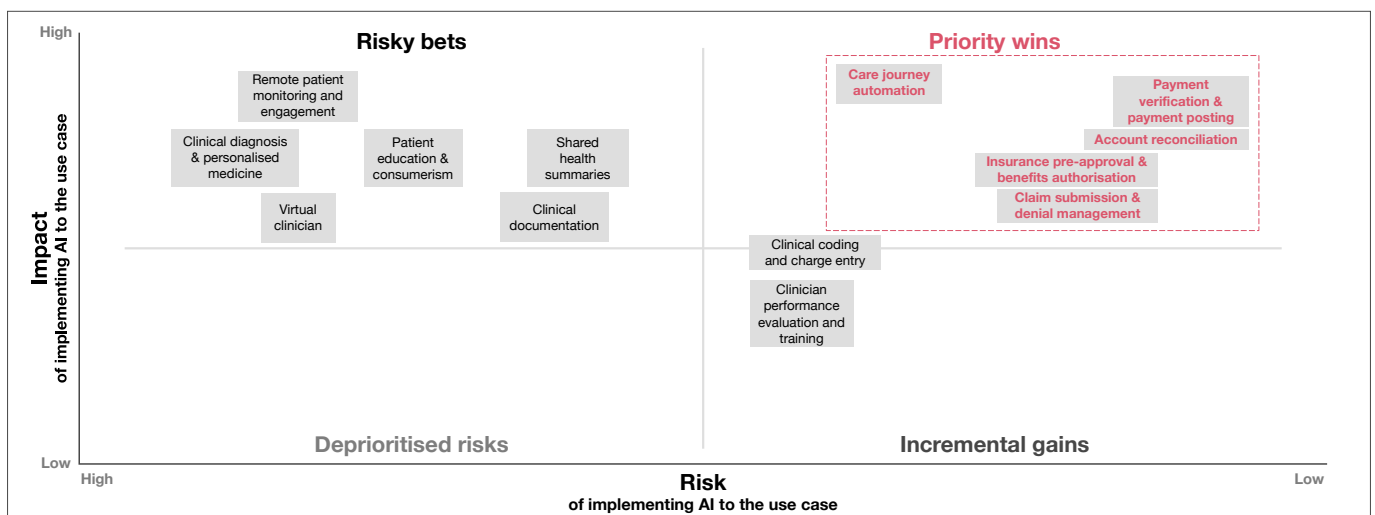 High
Risky bets
Priority wins
Remote patient
monitoring and
engagement
Care journey
automation
Payment
verification &
payment posting
Clinical diagnosis
& personalised
medicine
Patient
education &
consumerism
Shared
health
summaries
Account reconciliation
Insurance pre-approval &
benefits authorisation
Virtual
clinician
Clinical
documentation
Claim submission &
denial management
Impact
of implementing AI to the use case
Clinical coding
and charge entry
Clinician
performance
evaluation and
training
Deprioritised risks
Incremental gains
Low
High
Risk
of implementing AI to the use case
Low